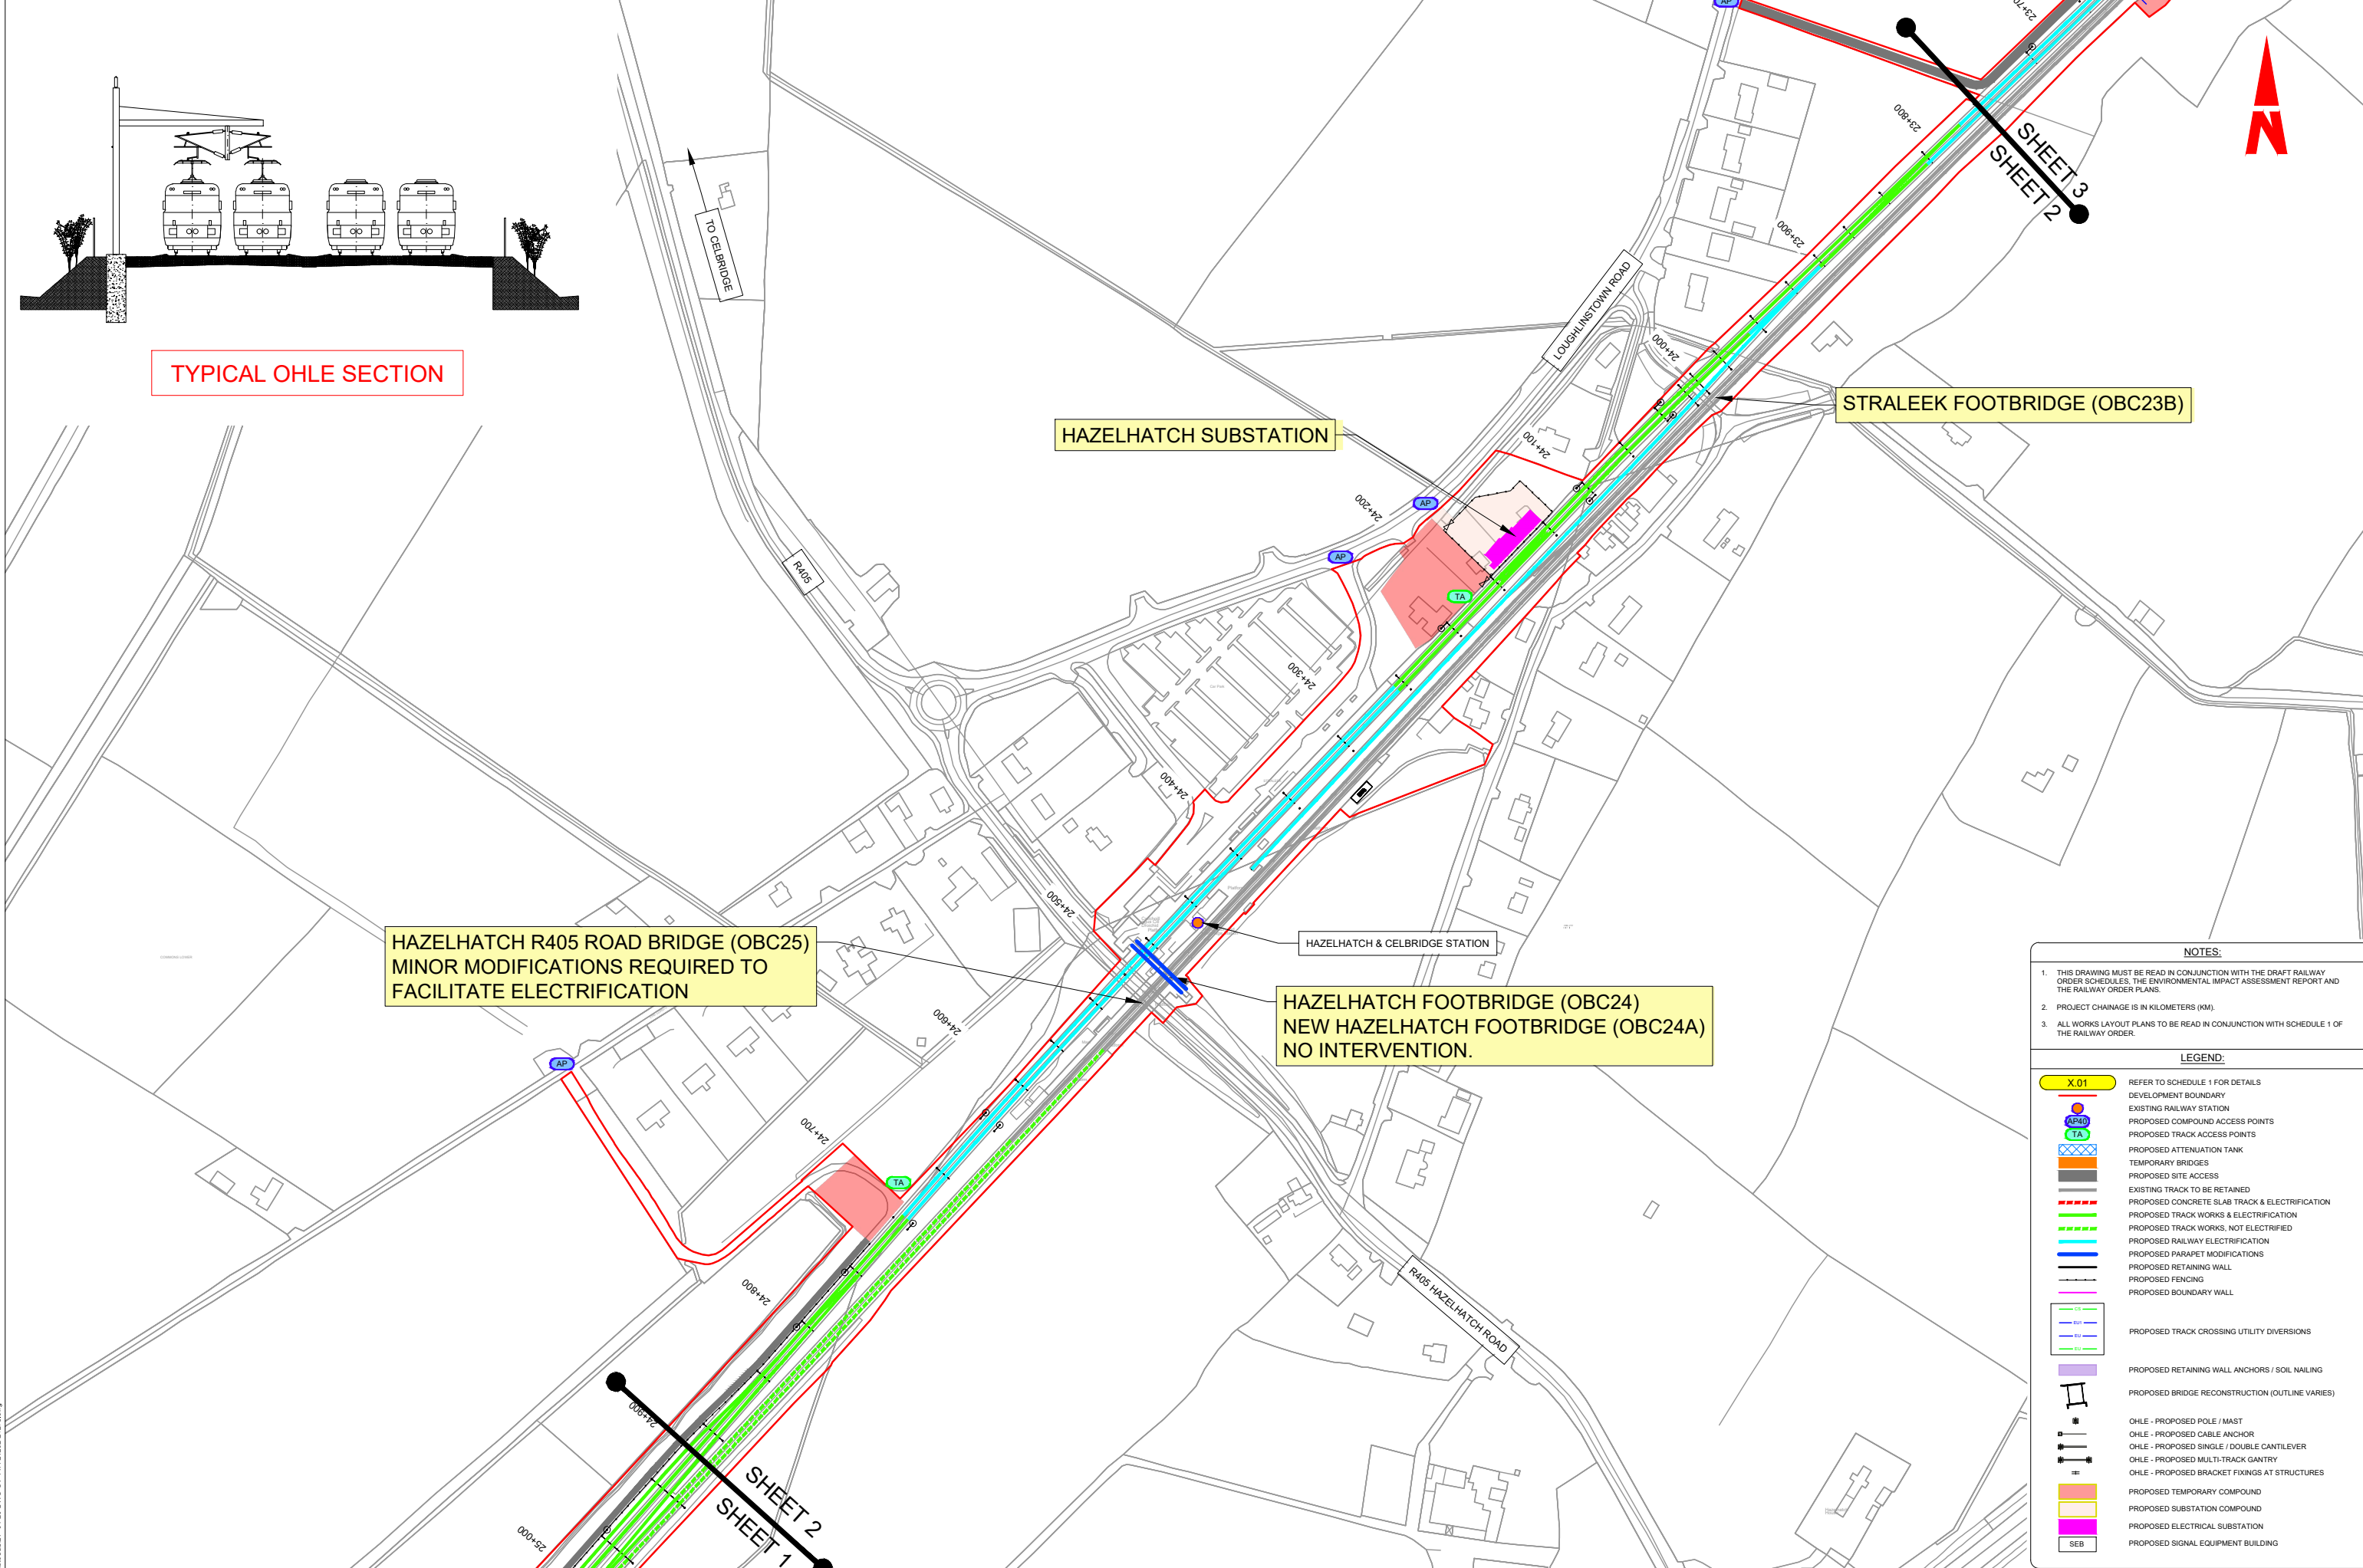 TYPICAL OHLE SECTION
TO CELBRIDGE
R405
LOUGHLINSTOWN ROAD
AP
23+70
23+800
SHEET 3
SHEET 2
N
23+900
24+000
STRALEEK FOOTBRIDGE (OBC23B)
HAZELHATCH SUBSTATION
24+100
24+200
AP
AP
TA
24+300
Car Park
24+400
24+500
HAZELHATCH R405 ROAD BRIDGE (OBC25)
MINOR MODIFICATIONS REQUIRED TO
FACILITATE ELECTRIFICATION
HAZELHATCH & CELBRIDGE STATION
HAZELHATCH FOOTBRIDGE (OBC24)
NEW HAZELHATCH FOOTBRIDGE (OBC24A)
NO INTERVENTION.
24+600
AP
24+700
TA
24+800
R405 HAZELHATCH ROAD
24+900
SHEET 2
SHEET 1
25+000
NOTES:
1. THIS DRAWING MUST BE READ IN CONJUNCTION WITH THE DRAFT RAILWAY
ORDER SCHEDULES, THE ENVIRONMENTAL IMPACT ASSESSMENT REPORT AND
THE RAILWAY ORDER PLANS.
2. PROJECT CHAINAGE IS IN KILOMETERS (KM).
3. ALL WORKS LAYOUT PLANS TO BE READ IN CONJUNCTION WITH SCHEDULE 1 OF
THE RAILWAY ORDER.
LEGEND:
X.01 REFER TO SCHEDULE 1 FOR DETAILS
DEVELOPMENT BOUNDARY
EXISTING RAILWAY STATION
AP40 PROPOSED COMPOUND ACCESS POINTS
TA PROPOSED TRACK ACCESS POINTS
PROPOSED ATTENUATION TANK
TEMPORARY BRIDGES
PROPOSED SITE ACCESS
EXISTING TRACK TO BE RETAINED
PROPOSED CONCRETE SLAB TRACK & ELECTRIFICATION
PROPOSED TRACK WORKS & ELECTRIFICATION
PROPOSED TRACK WORKS, NOT ELECTRIFIED
PROPOSED RAILWAY ELECTRIFICATION
PROPOSED PARAPET MODIFICATIONS
PROPOSED RETAINING WALL
PROPOSED FENCING
PROPOSED BOUNDARY WALL
PROPOSED TRACK CROSSING UTILITY DIVERSIONS
PROPOSED RETAINING WALL ANCHORS / SOIL NAILING
PROPOSED BRIDGE RECONSTRUCTION (OUTLINE VARIES)
OHLE - PROPOSED POLE / MAST
OHLE - PROPOSED CABLE ANCHOR
OHLE - PROPOSED SINGLE / DOUBLE CANTILEVER
OHLE - PROPOSED MULTI-TRACK GANTRY
OHLE - PROPOSED BRACKET FIXINGS AT STRUCTURES
PROPOSED TEMPORARY COMPOUND
PROPOSED SUBSTATION COMPOUND
PROPOSED ELECTRICAL SUBSTATION
SEB PROPOSED SIGNAL EQUIPMENT BUILDING